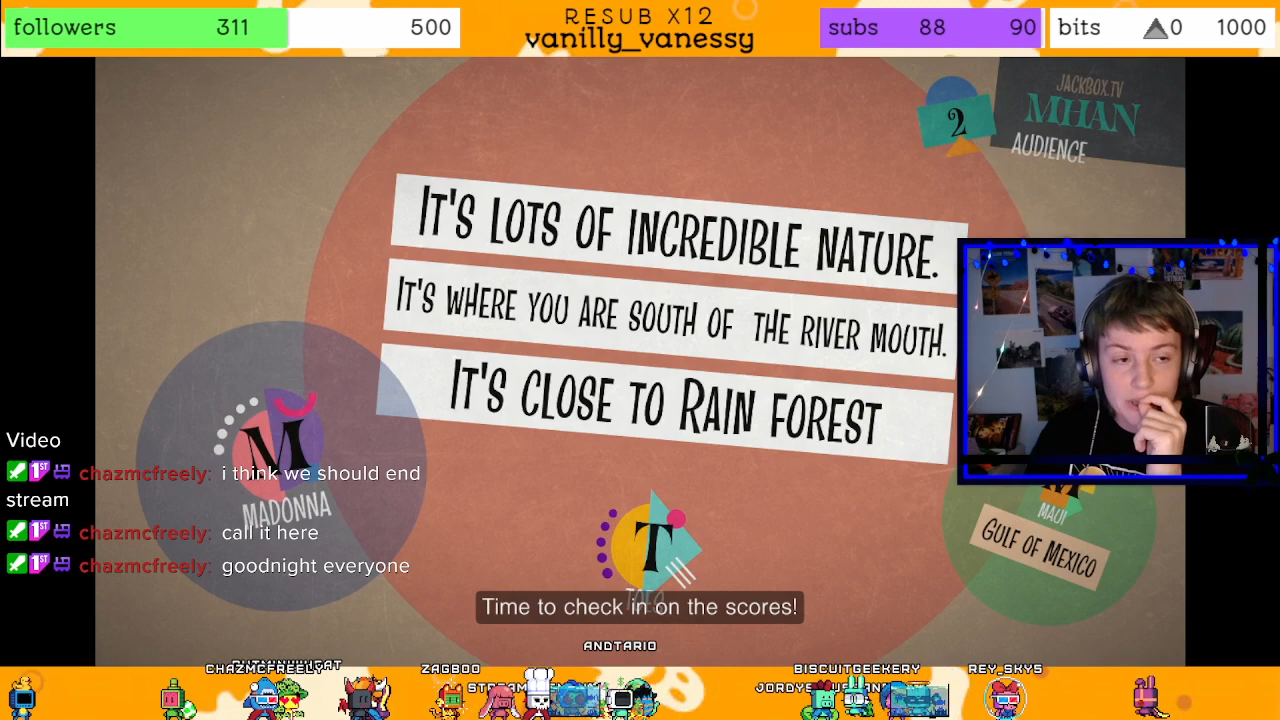 followers 311 500
RESUB X12
vanilly_vanessy
subs 88 90
bits 0 1000
JACKBOX.TV
MHAN
AUDIENCE
2
IT'S LOTS OF INCREDIBLE NATURE.
IT'S WHERE YOU ARE SOUTH OF THE RIVER MOUTH.
IT'S CLOSE TO RAIN FOREST
M
MADONNA
T
MAUI
GULF OF MEXICO
Video
chazmcfreely: i think we should end
stream
chazmcfreely: call it here
chazmcfreely: goodnight everyone
Time to check in on the scores!
ANDTARIO
CHAZMCFREELY
ZAGBOO
BISCUITGEEKERY
REY_SKYS